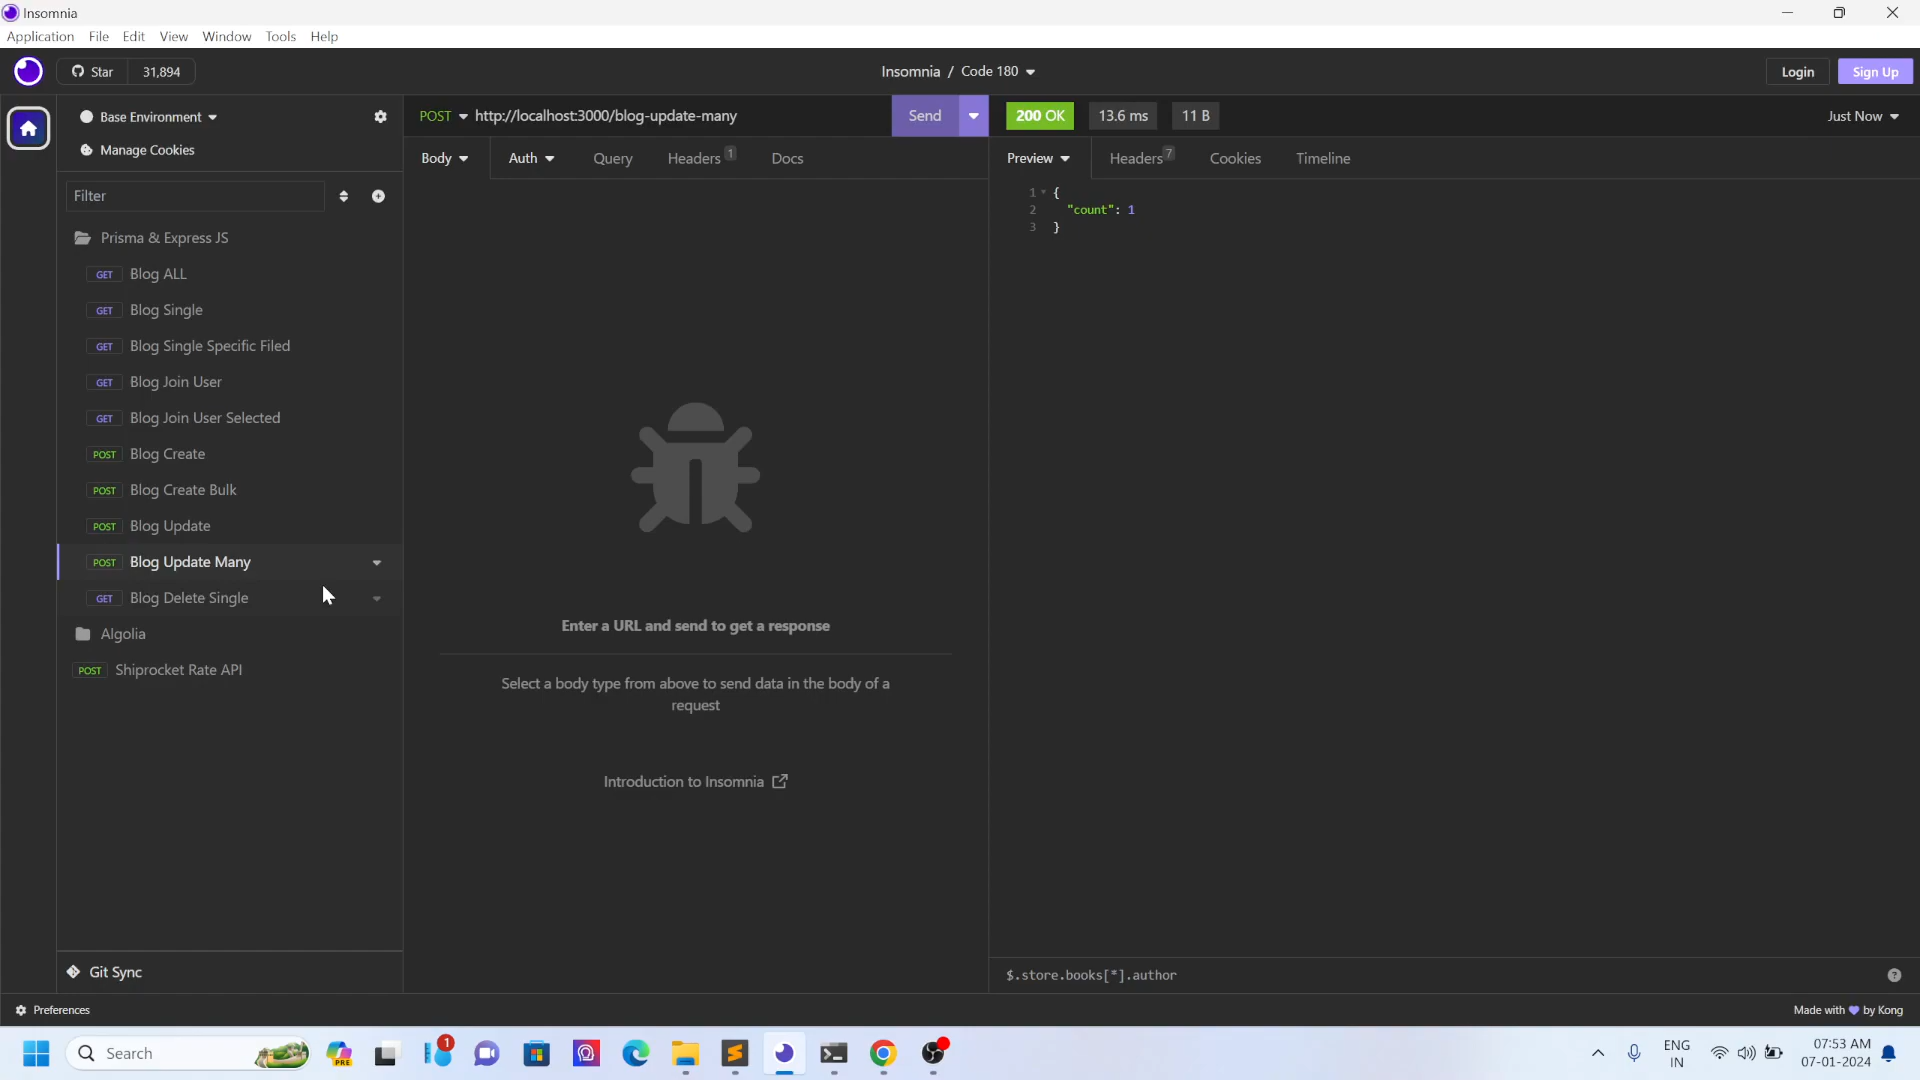 Insomnia
Application File Edit View Window Tools Help
Star 31,894
Insomnia / Code 180
Login Sign Up
Base Environment
Manage Cookies
Filter
Prisma & Express JS
GET Blog ALL
GET Blog Single
GET Blog Single Specific Filed
GET Blog Join User
GET Blog Join User Selected
POST Blog Create
POST Blog Create Bulk
POST Blog Update
POST Blog Update Many
GET Blog Delete Single
Algolia
POST Shiprocket Rate API
Git Sync
Preferences
POST http://localhost:3000/blog-update-many Send
Body Auth Query Headers 1 Docs
Enter a URL and send to get a response
Select a body type from above to send data in the body of a
request
Introduction to Insomnia
200 OK 13.6 ms 11 B Just Now
Preview Headers 7 Cookies Timeline
1 {
2 "count": 1
3 }
$.store.books[*].author
Made with 💜 by Kong
Search
PRE
1
ENG
IN
07:53 AM
07-01-2024